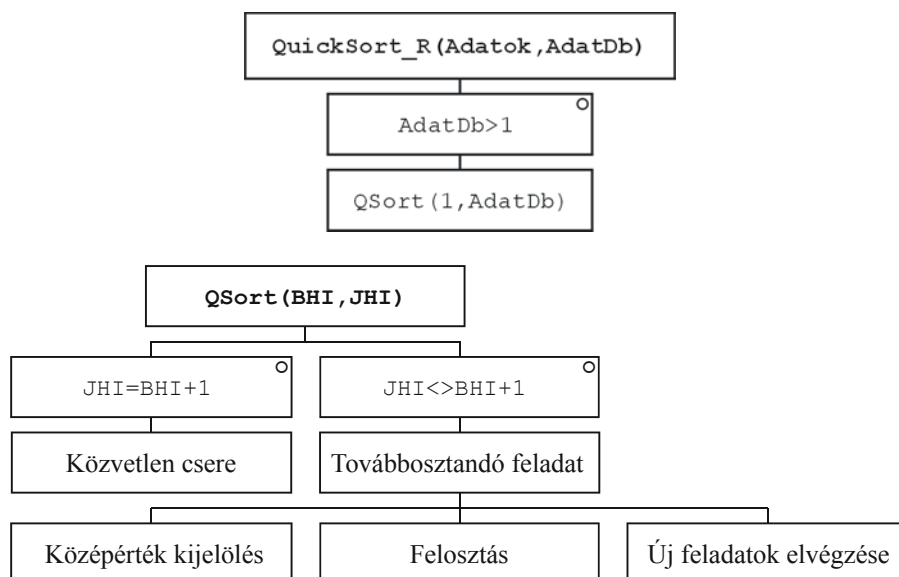 QuickSort_R(Adatok,AdatDb)
AdatDb>1
QSort(1,AdatDb)
QSort(BHI,JHI)
JHI=BHI+1
JHI<>BHI+1
Közvetlen csere
Továbbosztandó feladat
Középérték kijelölés
Felosztás
Új feladatok elvégzése